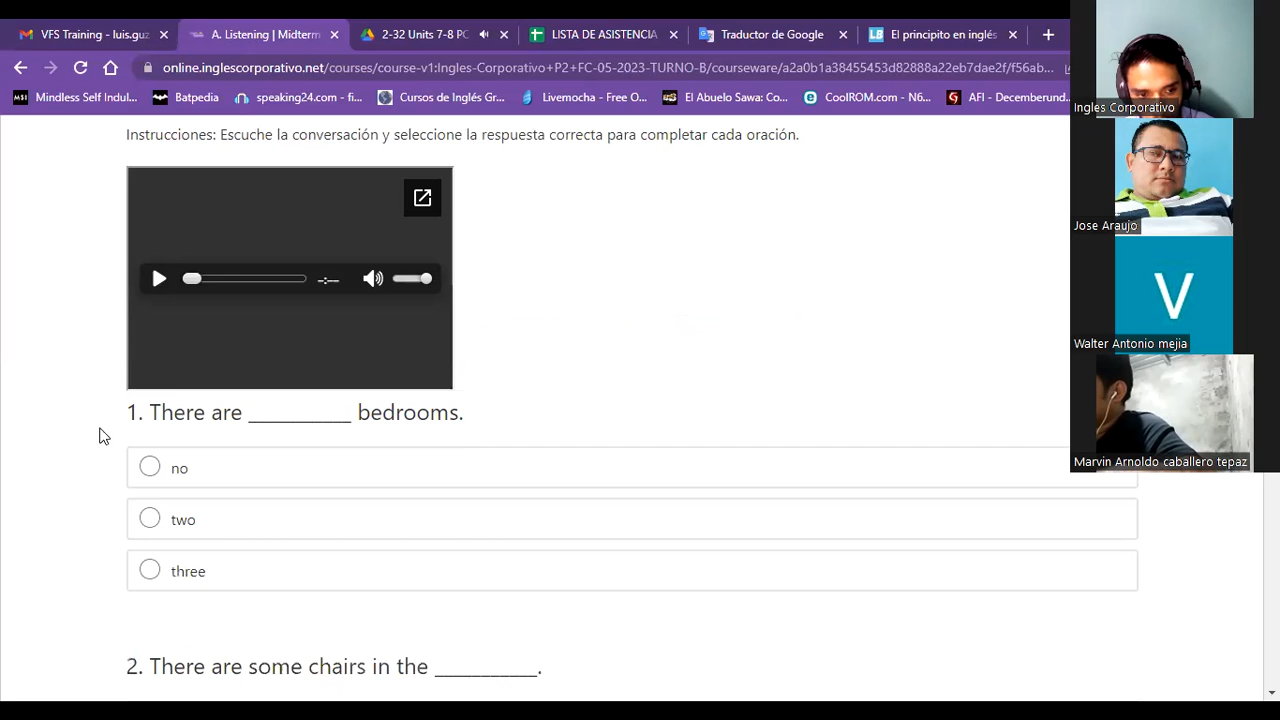 VFS Training - luis.guz
A. Listening | Midterm
2-32 Units 7-8 PC
LISTA DE ASISTENCIA
Traductor de Google
El principito en inglés
online.inglescorporativo.net/courses/course-v1:Ingles-Corporativo+P2+FC-05-2023-TURNO-B/courseware/a2a0b1a38455453d82888a22eb7dae2f/f56ab...
Mindless Self Indul...
Batpedia
speaking24.com - fi...
Cursos de Inglés Gr...
Livemocha - Free O...
El Abuelo Sawa: Co...
CoolROM.com - N6...
AFI - Decemberund...
Ingles Corporativo
Instrucciones: Escuche la conversación y seleccione la respuesta correcta para completar cada oración.
Jose Araujo
V
Walter Antonio mejia
-:--
1. There are __________ bedrooms.
Marvin Arnoldo caballero tepaz
no
two
three
2. There are some chairs in the __________.